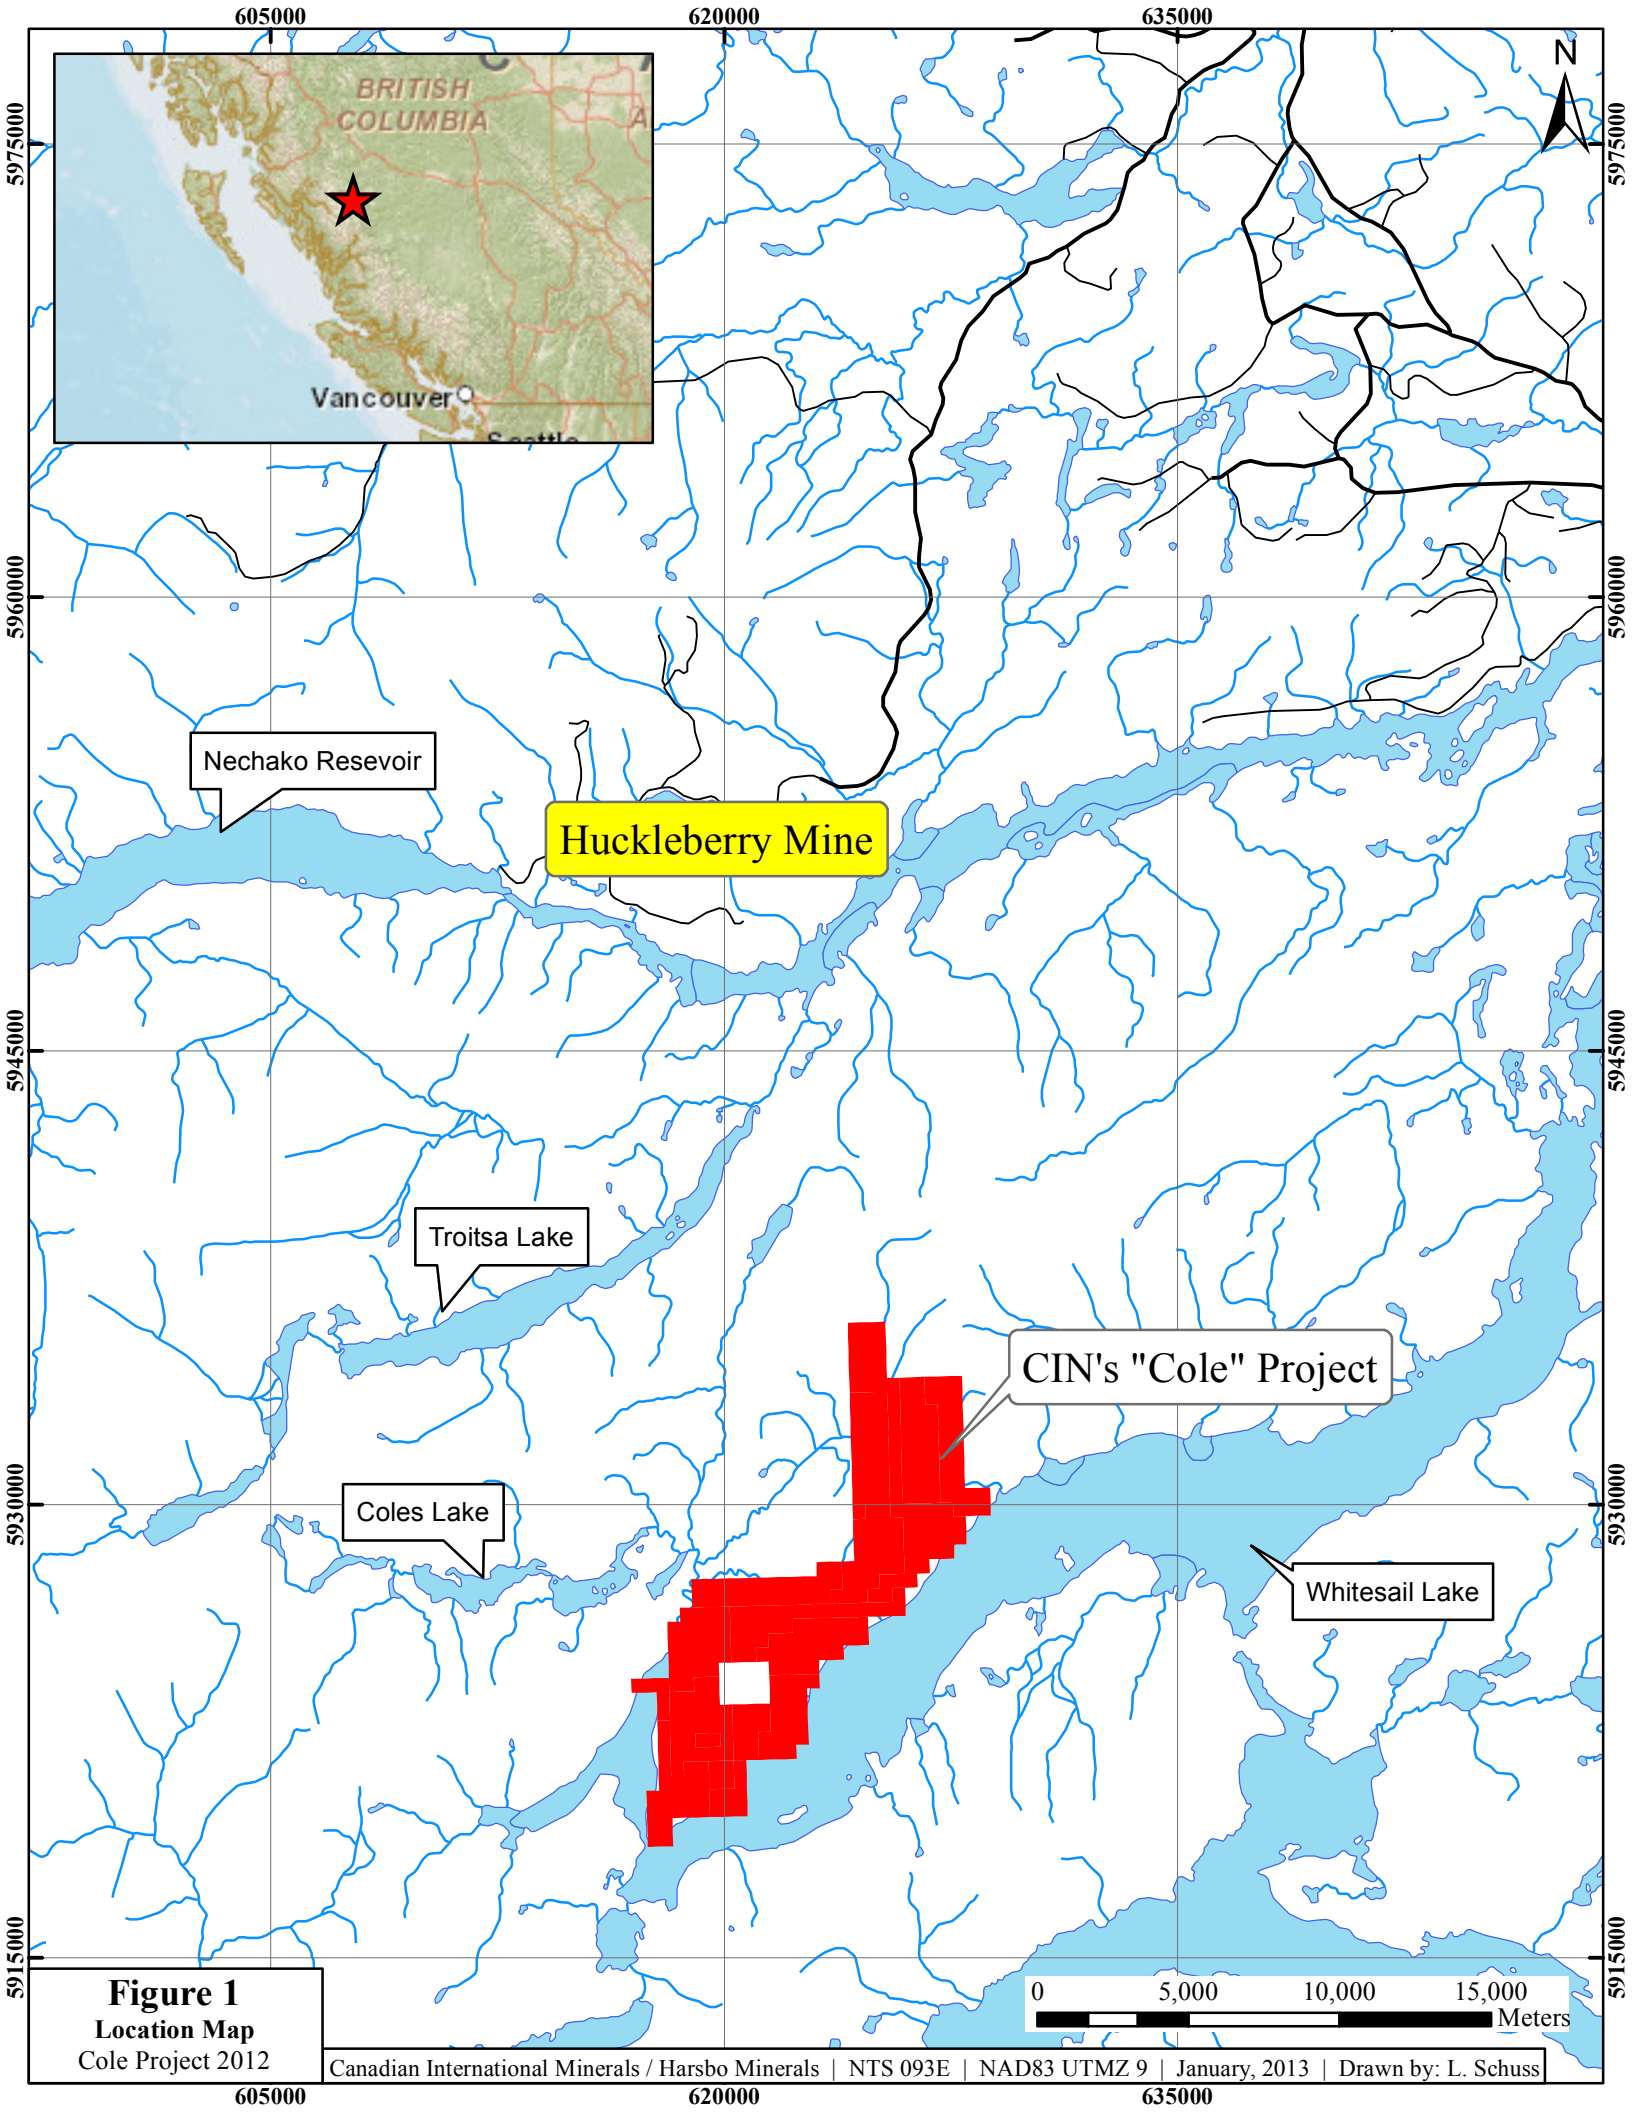 605000
620000
635000
BRITISH
COLUMBIA
Vancouver
Seattle
N
5975000
5975000
5960000
5960000
Nechako Resevoir
Huckleberry Mine
5945000
5945000
Troitsa Lake
CIN's "Cole" Project
Coles Lake
5930000
5930000
Whitesail Lake
5915000
5915000
0 5,000 10,000 15,000
Meters
Figure 1
Location Map
Cole Project 2012
Canadian International Minerals / Harsbo Minerals | NTS 093E | NAD83 UTMZ 9 | January, 2013 | Drawn by: L. Schuss
605000
620000
635000